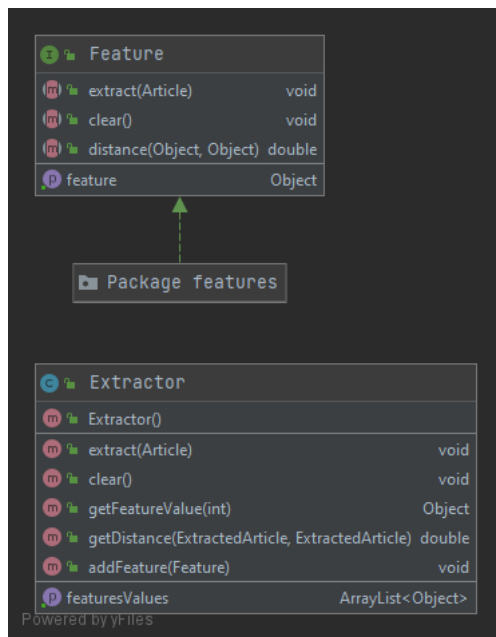 Feature
extract(Article) void
clear() void
distance(Object, Object) double
feature Object
Package features
Extractor
Extractor()
extract(Article) void
clear() void
getFeatureValue(int) Object
getDistance(ExtractedArticle, ExtractedArticle) double
addFeature(Feature) void
featuresValues ArrayList<Object>
Powered by yFiles